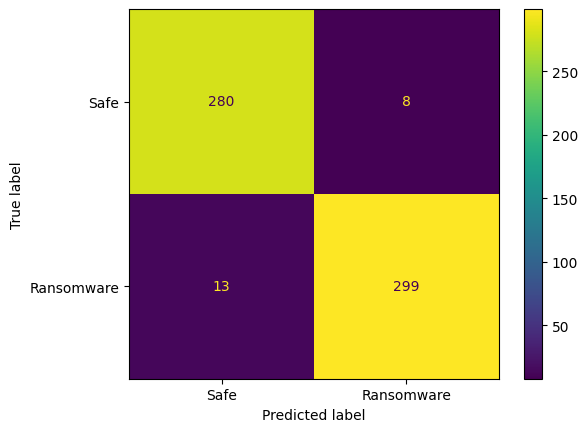 Safe
280
8
Ransomware
13
299
Safe
Ransomware
Predicted label
True label
250
200
150
100
50